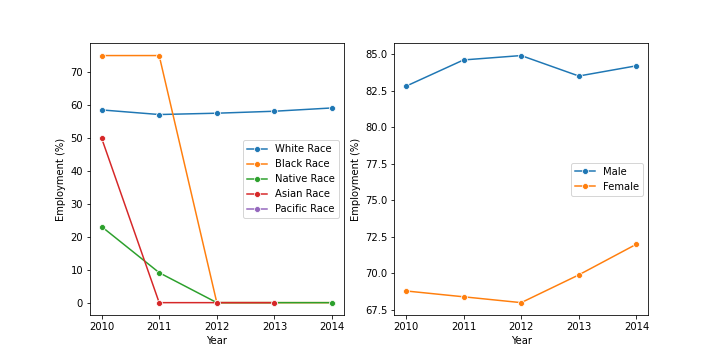 70
60
50
40
30
20
10
0
Employment (%)
2010 2011 2012 2013 2014
Year
White Race
Black Race
Native Race
Asian Race
Pacific Race
85.0
82.5
80.0
77.5
75.0
72.5
70.0
67.5
Employment (%)
2010 2011 2012 2013 2014
Year
Male
Female